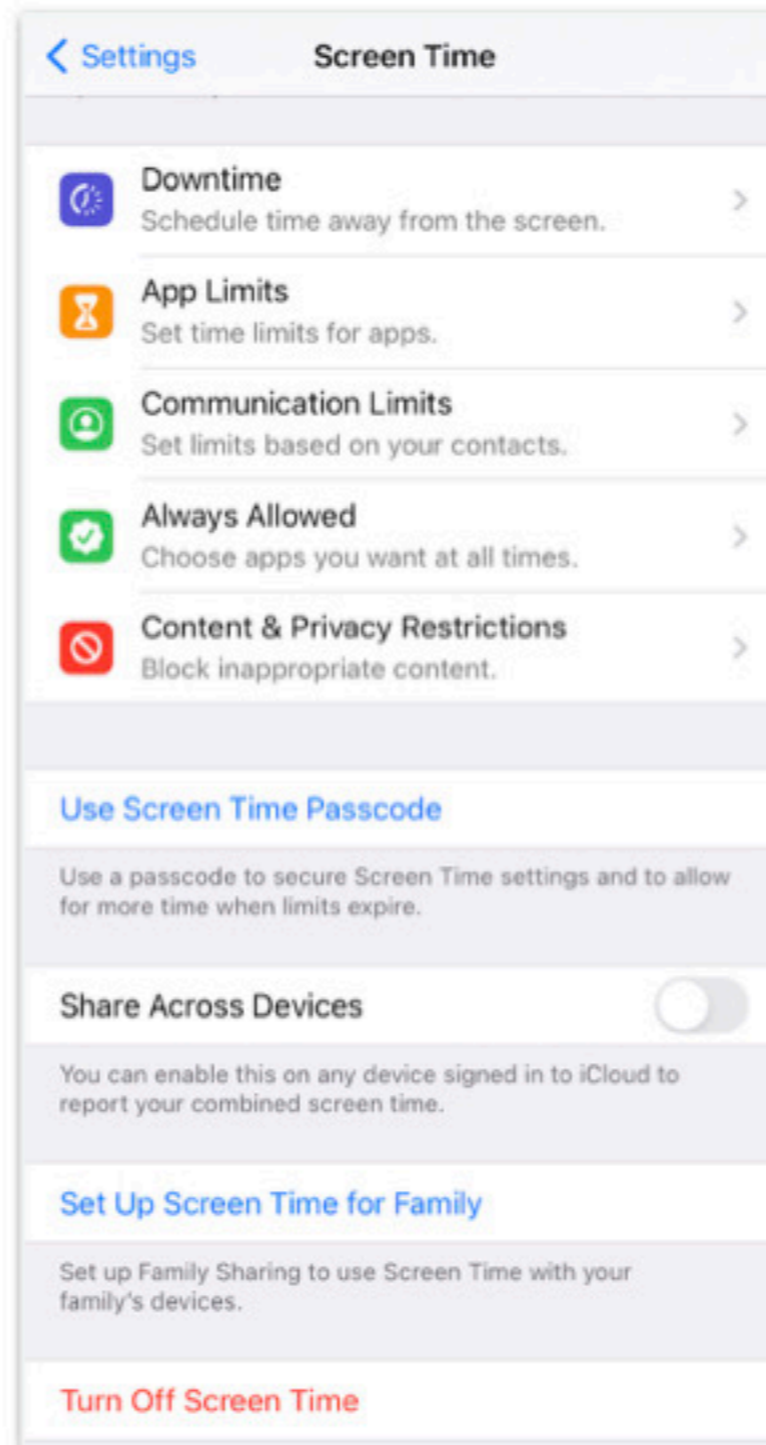 Settings
Screen Time
Downtime
Schedule time away from the screen.
App Limits
Set time limits for apps.
Communication Limits
Set limits based on your contacts.
Always Allowed
Choose apps you want at all times.
Content & Privacy Restrictions
Block inappropriate content.
Use Screen Time Passcode
Use a passcode to secure Screen Time settings and to allow
for more time when limits expire.
Share Across Devices
You can enable this on any device signed in to iCloud to
report your combined screen time.
Set Up Screen Time for Family
Set up Family Sharing to use Screen Time with your
family's devices.
Turn Off Screen Time